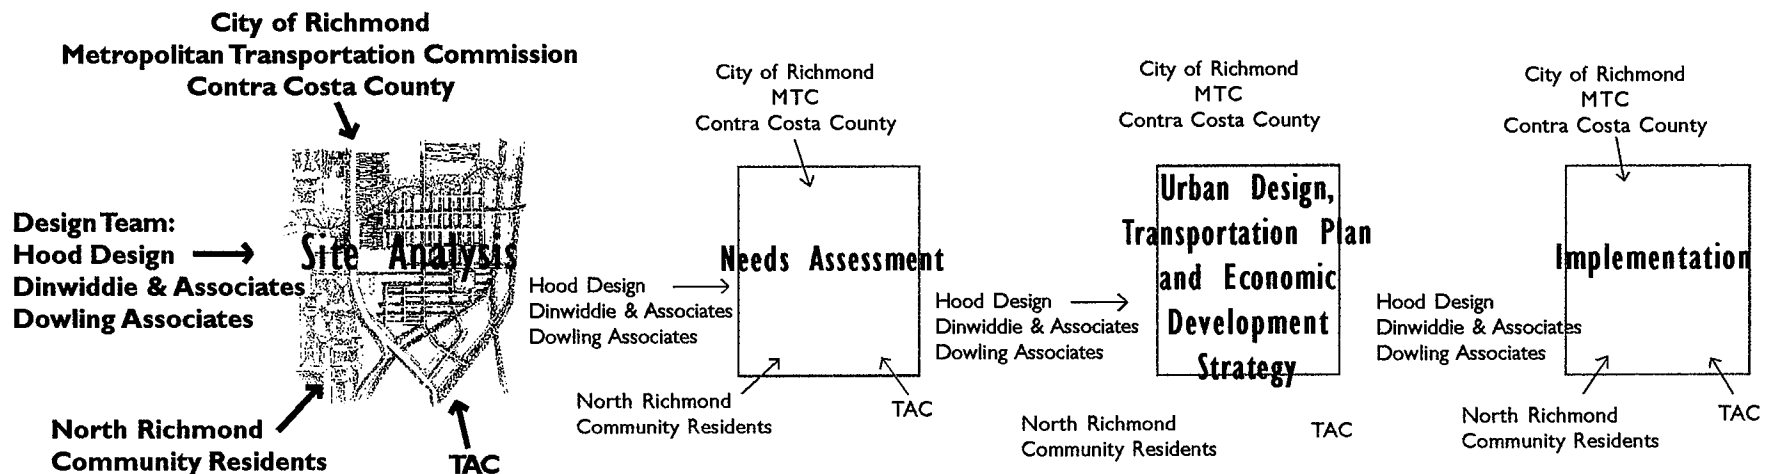 City of Richmond
Metropolitan Transportation Commission
Contra Costa County
Design Team:
Hood Design
Dinwiddie & Associates
Dowling Associates
Site Analysis
North Richmond
Community Residents
TAC
City of Richmond
MTC
Contra Costa County
Needs Assessment
Hood Design
Dinwiddie & Associates
Dowling Associates
North Richmond
Community Residents
TAC
City of Richmond
MTC
Contra Costa County
Urban Design,
Transportation Plan
and Economic
Development
Strategy
Hood Design
Dinwiddie & Associates
Dowling Associates
North Richmond
Community Residents
TAC
City of Richmond
MTC
Contra Costa County
Implementation
Hood Design
Dinwiddie & Associates
Dowling Associates
North Richmond
Community Residents
TAC